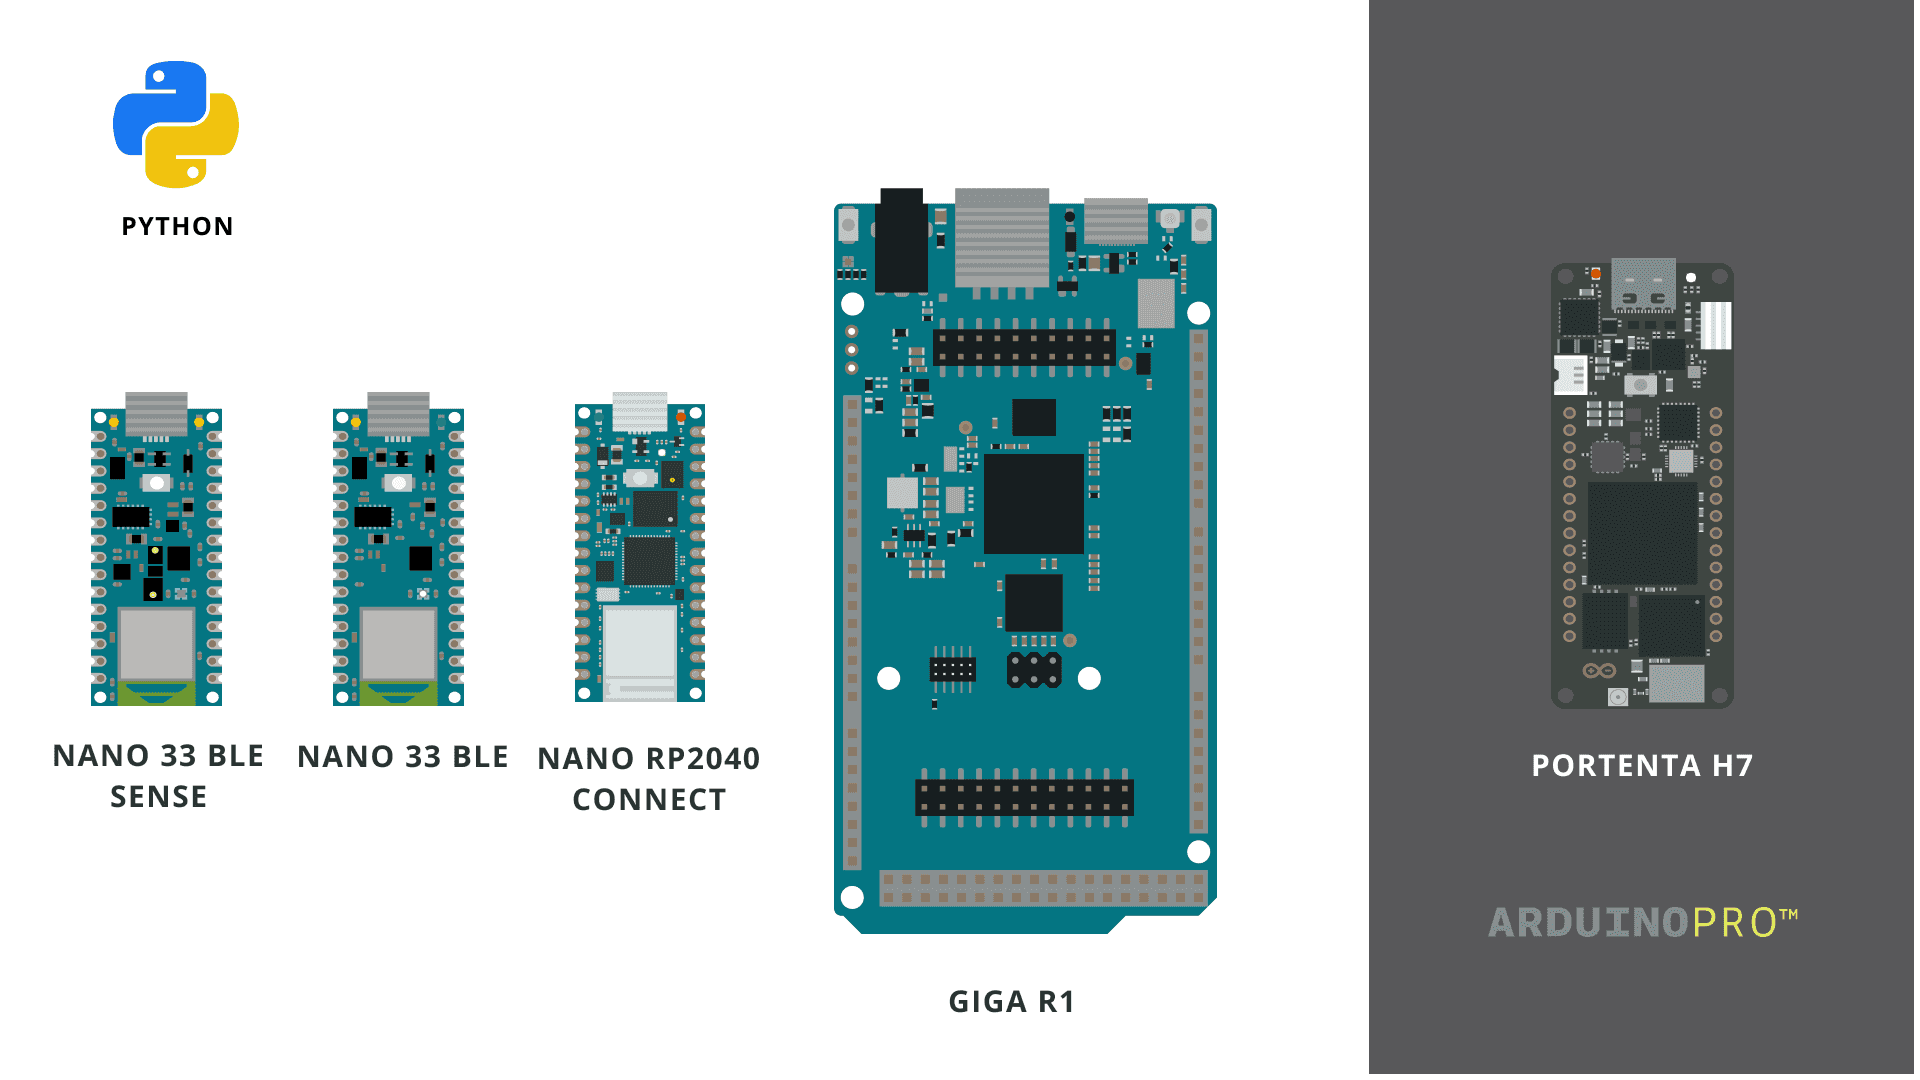 PYTHON
NANO 33 BLE
SENSE
NANO 33 BLE
NANO RP2040
CONNECT
GIGA R1
PORTENTA H7
ARDUINOPRO™